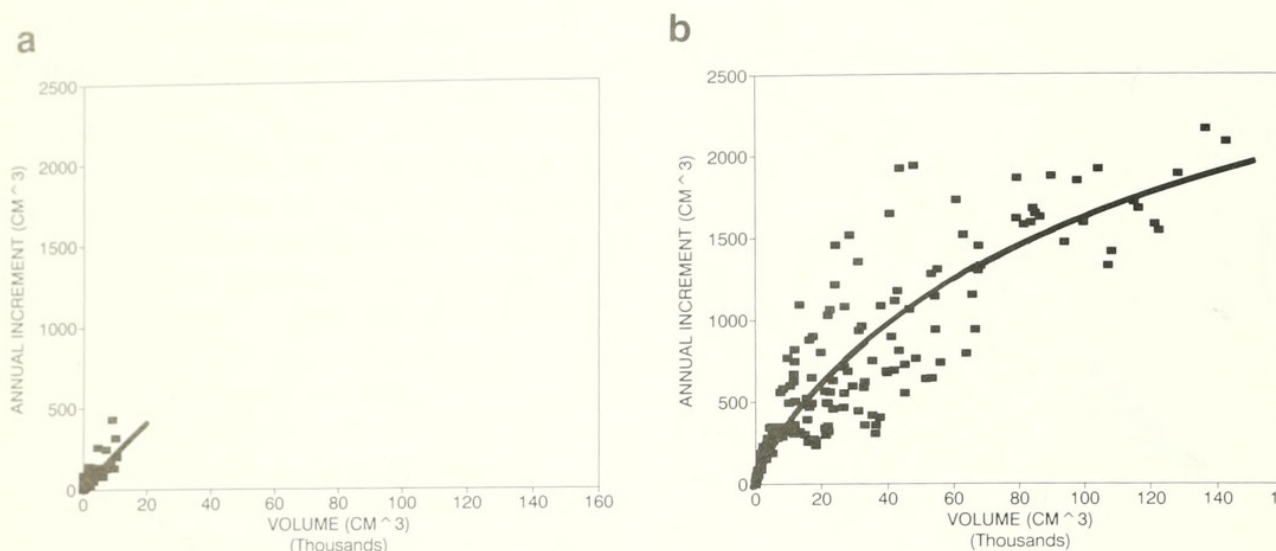 a
2500
2000
1500
1000
500
0
ANNUAL INCREMENT (CM^3)
0 20 40 60 80 100 120 140 160
VOLUME (CM^3)
(Thousands)
b
2500
2000
1500
1000
500
0
ANNUAL INCREMENT (CM^3)
0 20 40 60 80 100 120 140
VOLUME (CM^3)
(Thousands)